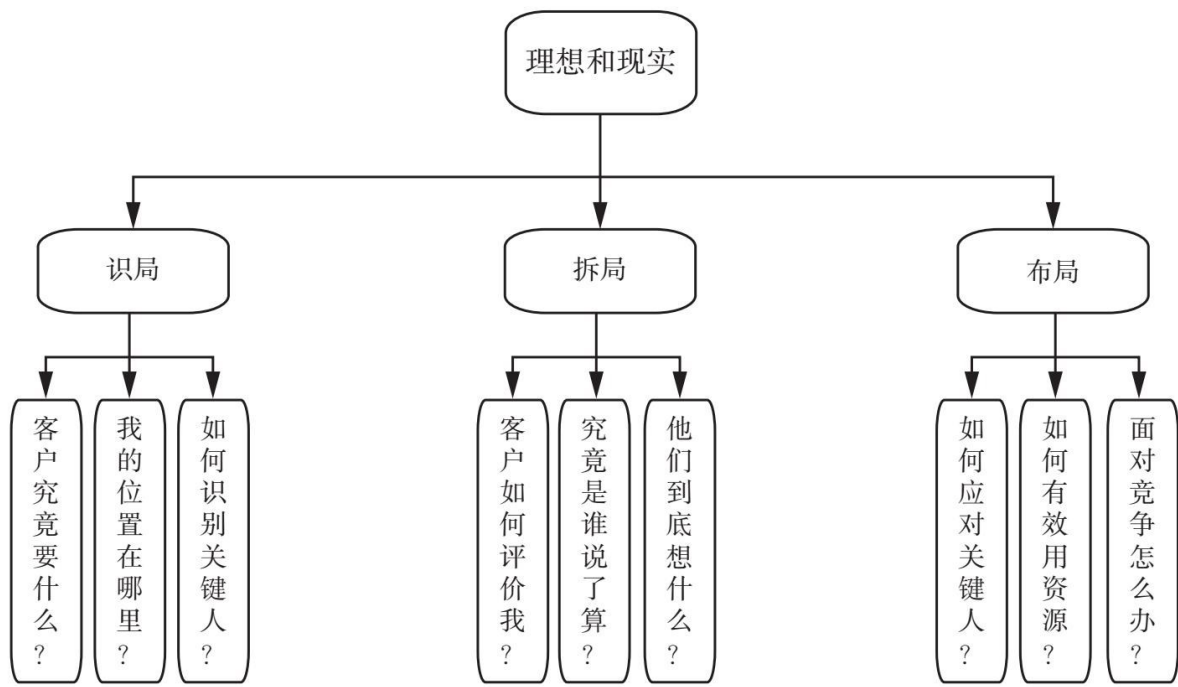 理想和现实
识局
拆局
布局
客户究竟要什么？
我的位置在哪里？
如何识别关键人？
客户如何评价我？
究竟是谁说了算？
他们到底想什么？
如何应对关键人？
如何有效用资源？
面对竞争怎么办？